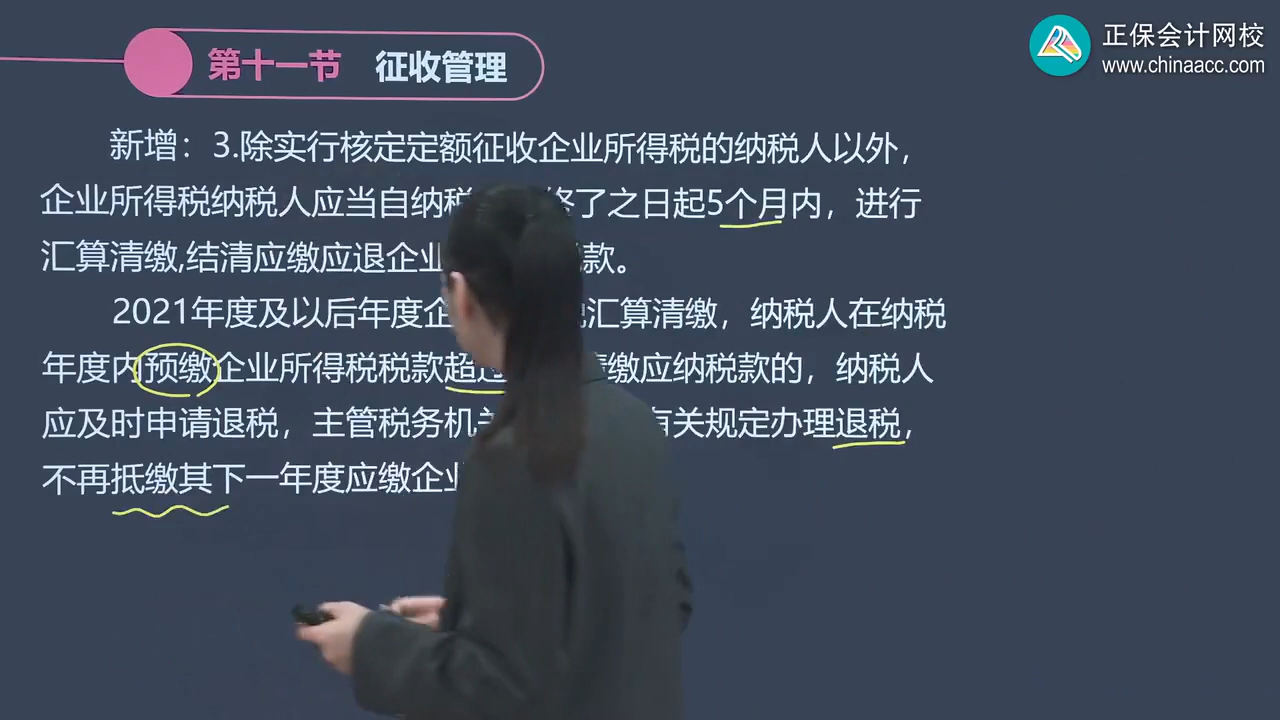 第十一节 征收管理
正保会计网校
www.chinaacc.com
新增：3.除实行核定定额征收企业所得税的纳税人以外，
企业所得税纳税人应当自纳税 终了之日起5个月内，进行
汇算清缴,结清应缴应退企业 款。
2021年度及以后年度企 汇算清缴，纳税人在纳税
年度内预缴企业所得税税款超过 缴应纳税款的，纳税人
应及时申请退税，主管税务机关 有关规定办理退税，
不再抵缴其下一年度应缴企业